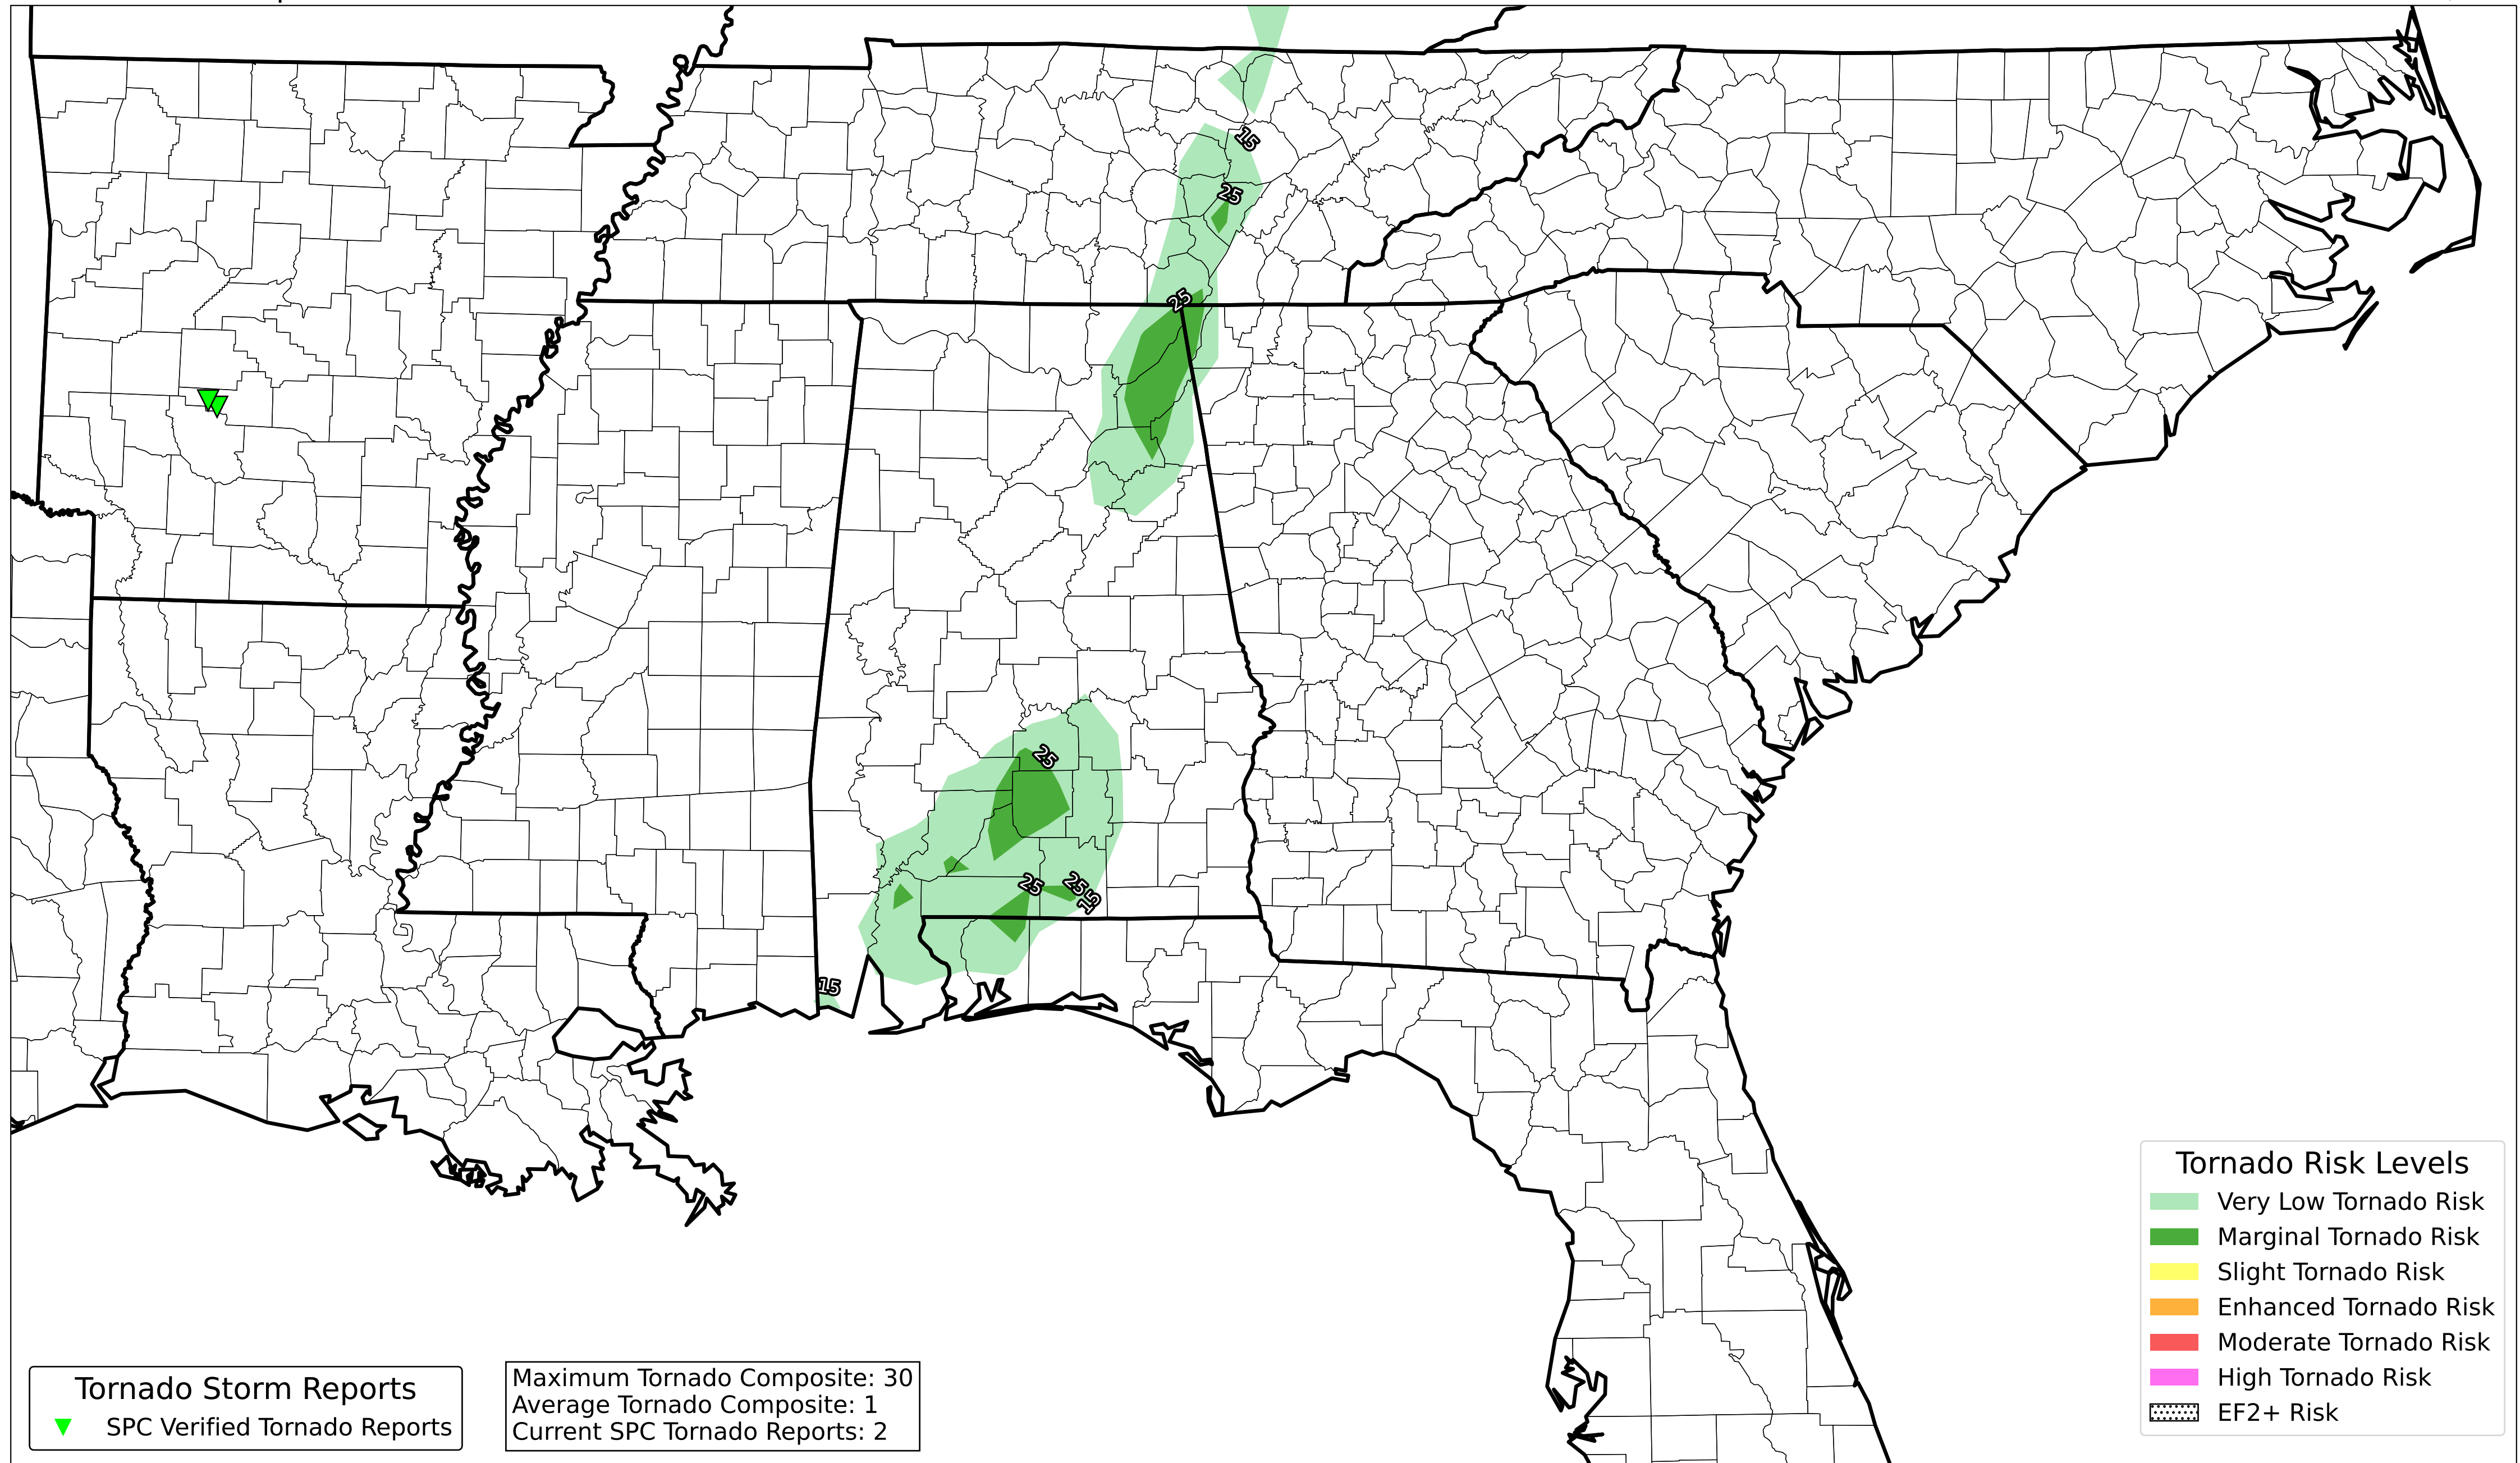 15
25
25
25
25
25
15
15
Tornado Risk Levels
Very Low Tornado Risk
Marginal Tornado Risk
Slight Tornado Risk
Enhanced Tornado Risk
Moderate Tornado Risk
High Tornado Risk
EF2+ Risk
Tornado Storm Reports
SPC Verified Tornado Reports
Maximum Tornado Composite: 30
Average Tornado Composite: 1
Current SPC Tornado Reports: 2